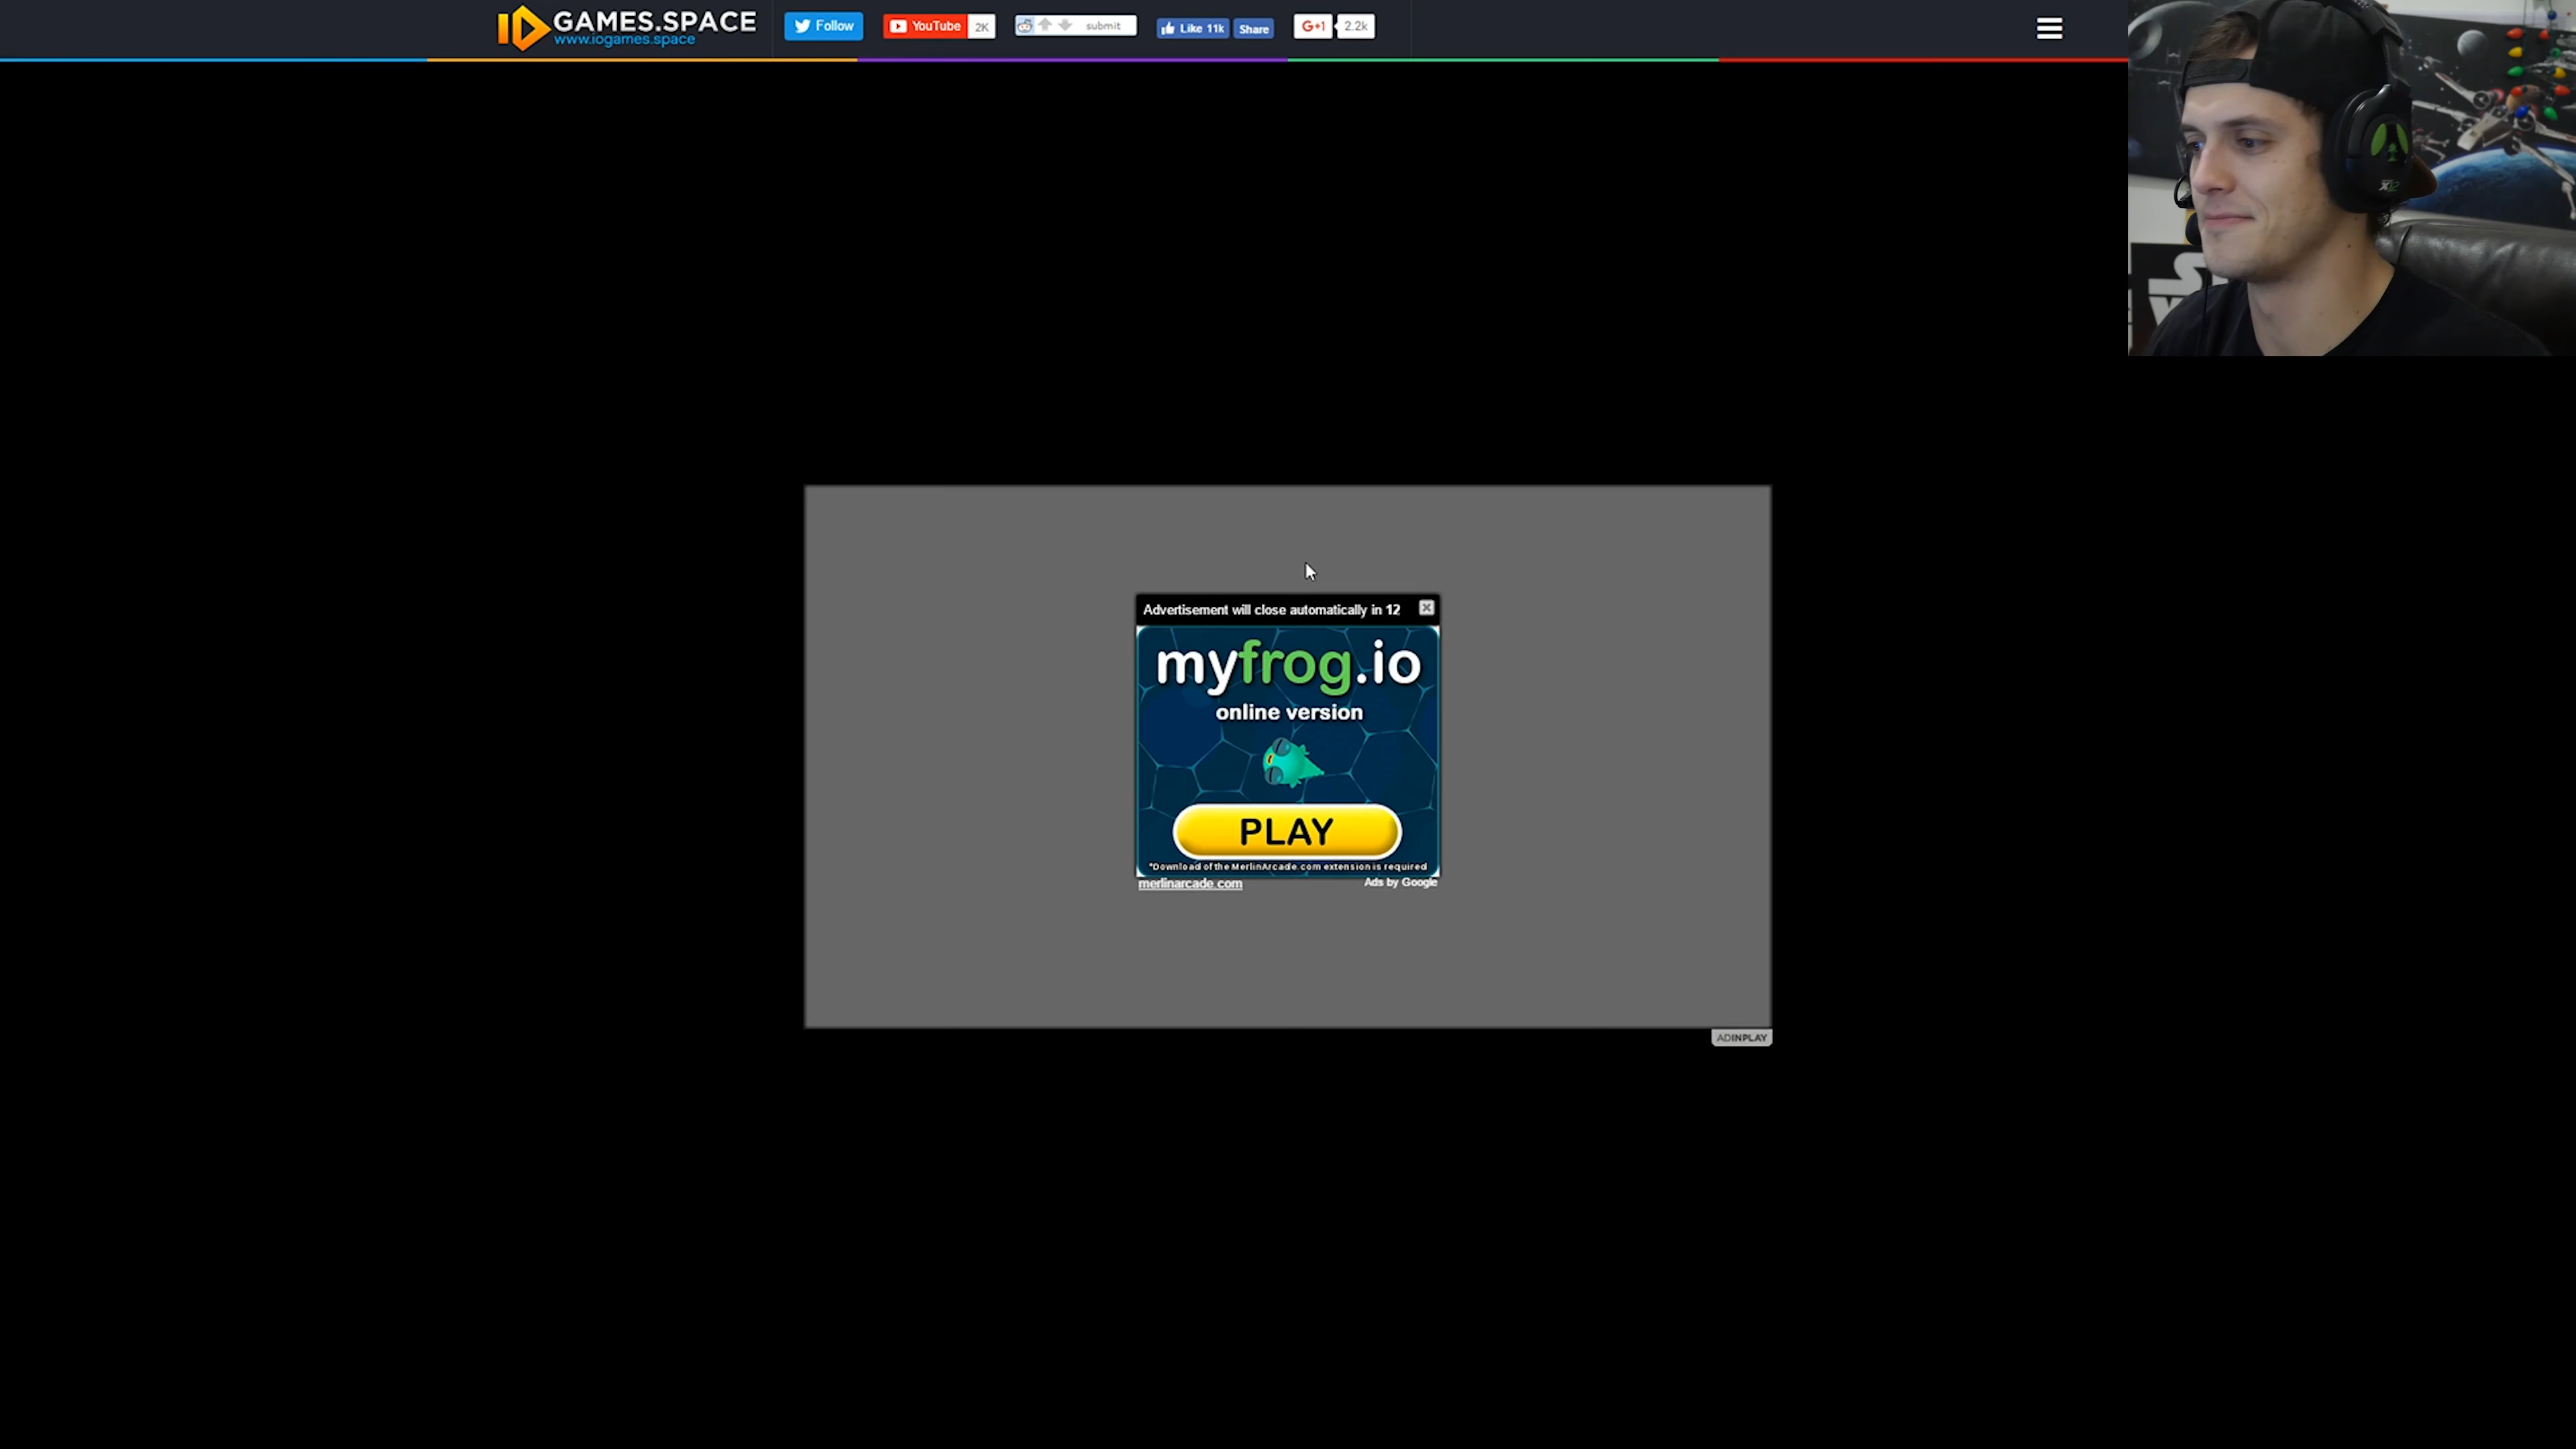 GAMES.SPACE
www.iogames.space
Follow
YouTube 2K
submit
Like 11k Share
G+1 2.2k
X12
Advertisement will close automatically in 12
myfrog.io
online version
PLAY
*Download of the MerlinArcade.com extension is required
merlinarcade.com Ads by Google
ADINPLAY